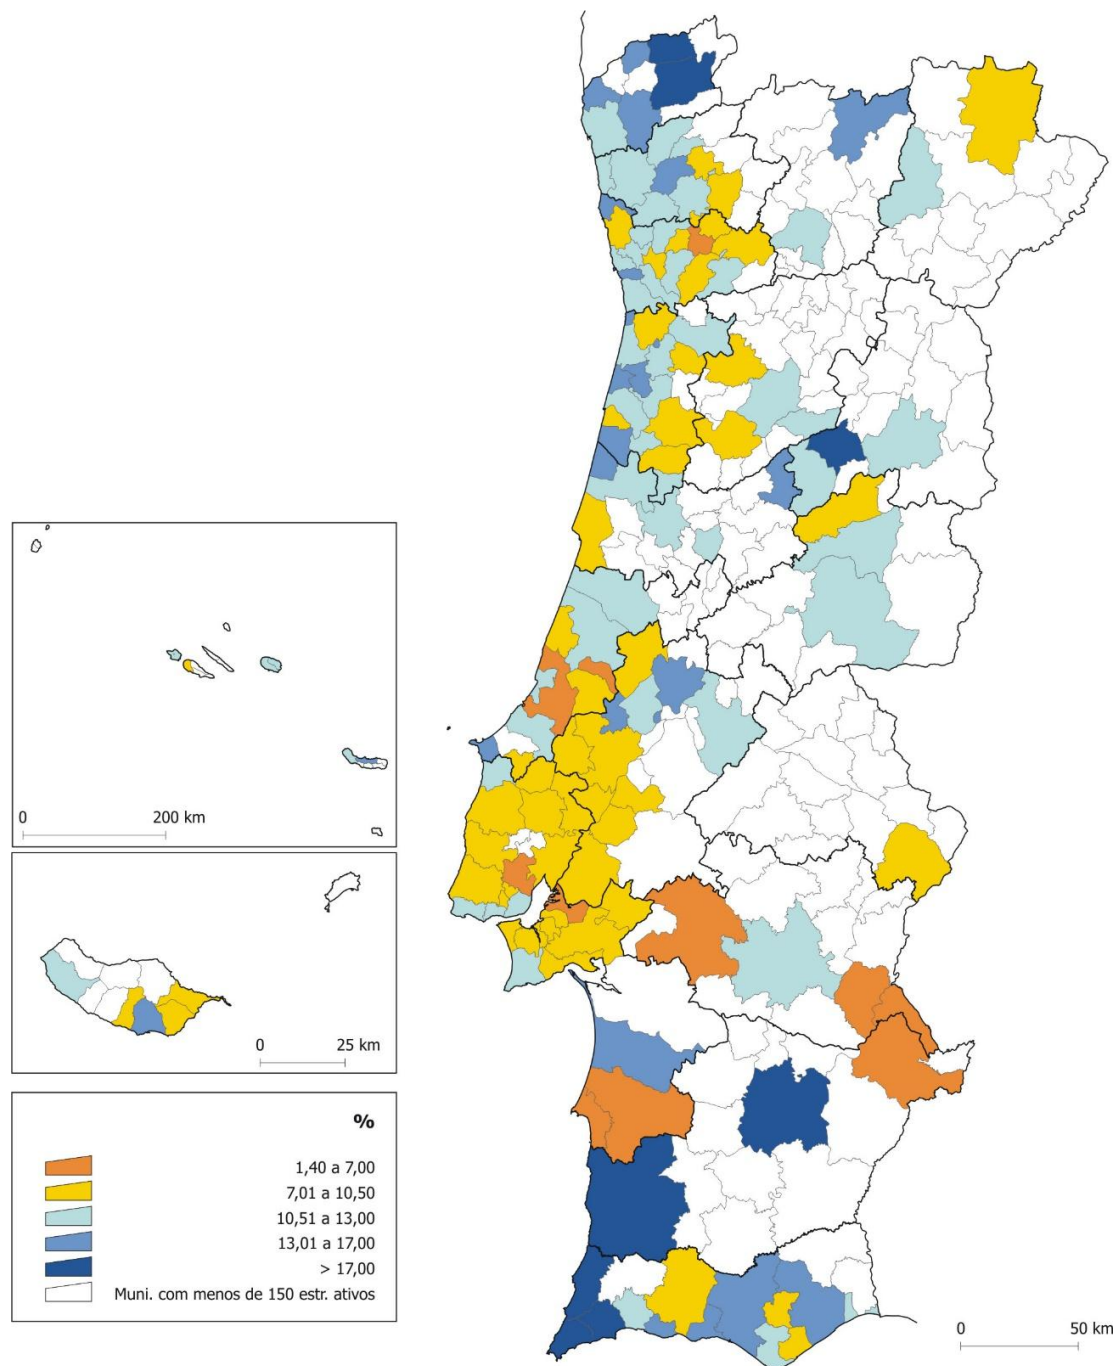 0
200 km
0
25 km
%
1,40 a 7,00
7,01 a 10,50
10,51 a 13,00
13,01 a 17,00
> 17,00
Muni. com menos de 150 estr. ativos
0
50 km